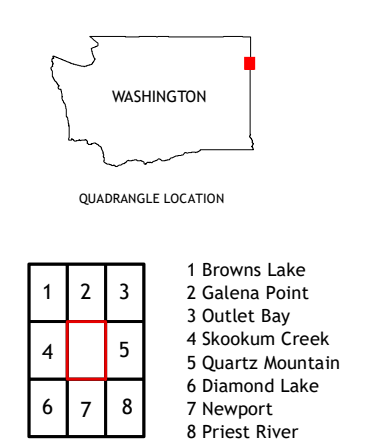 WASHINGTON
QUADRANGLE LOCATION
1 2 3
4 5
6 7 8
1 Browns Lake
2 Galena Point
3 Outlet Bay
4 Skookum Creek
5 Quartz Mountain
6 Diamond Lake
7 Newport
8 Priest River